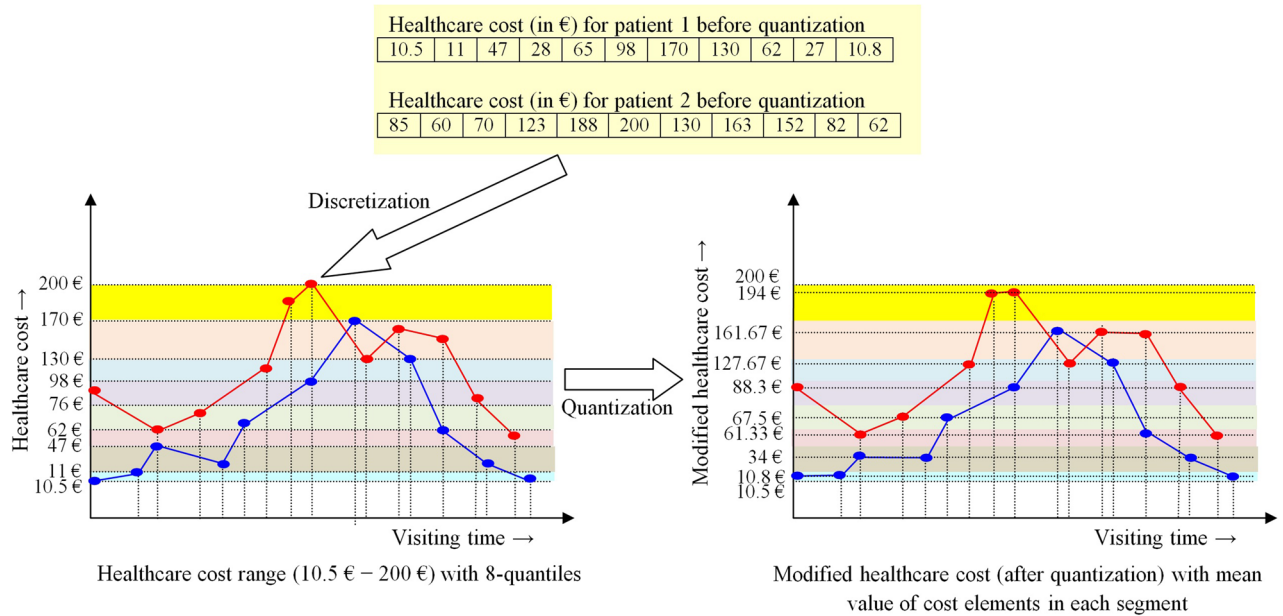 Healthcare cost (in €) for patient 1 before quantization
10.5 11 47 28 65 98 170 130 62 27 10.8
Healthcare cost (in €) for patient 2 before quantization
85 60 70 123 188 200 130 163 152 82 62
Discretization
Healthcare cost →
200 €
170 €
130 €
98 €
76 €
62 €
47 €
11 €
10.5 €
Visiting time →
Healthcare cost range (10.5 € – 200 €) with 8-quantiles
Quantization
Modified healthcare cost →
200 €
194 €
161.67 €
127.67 €
88.3 €
67.5 €
61.33 €
34 €
10.8 €
10.5 €
Visiting time →
Modified healthcare cost (after quantization) with mean
value of cost elements in each segment